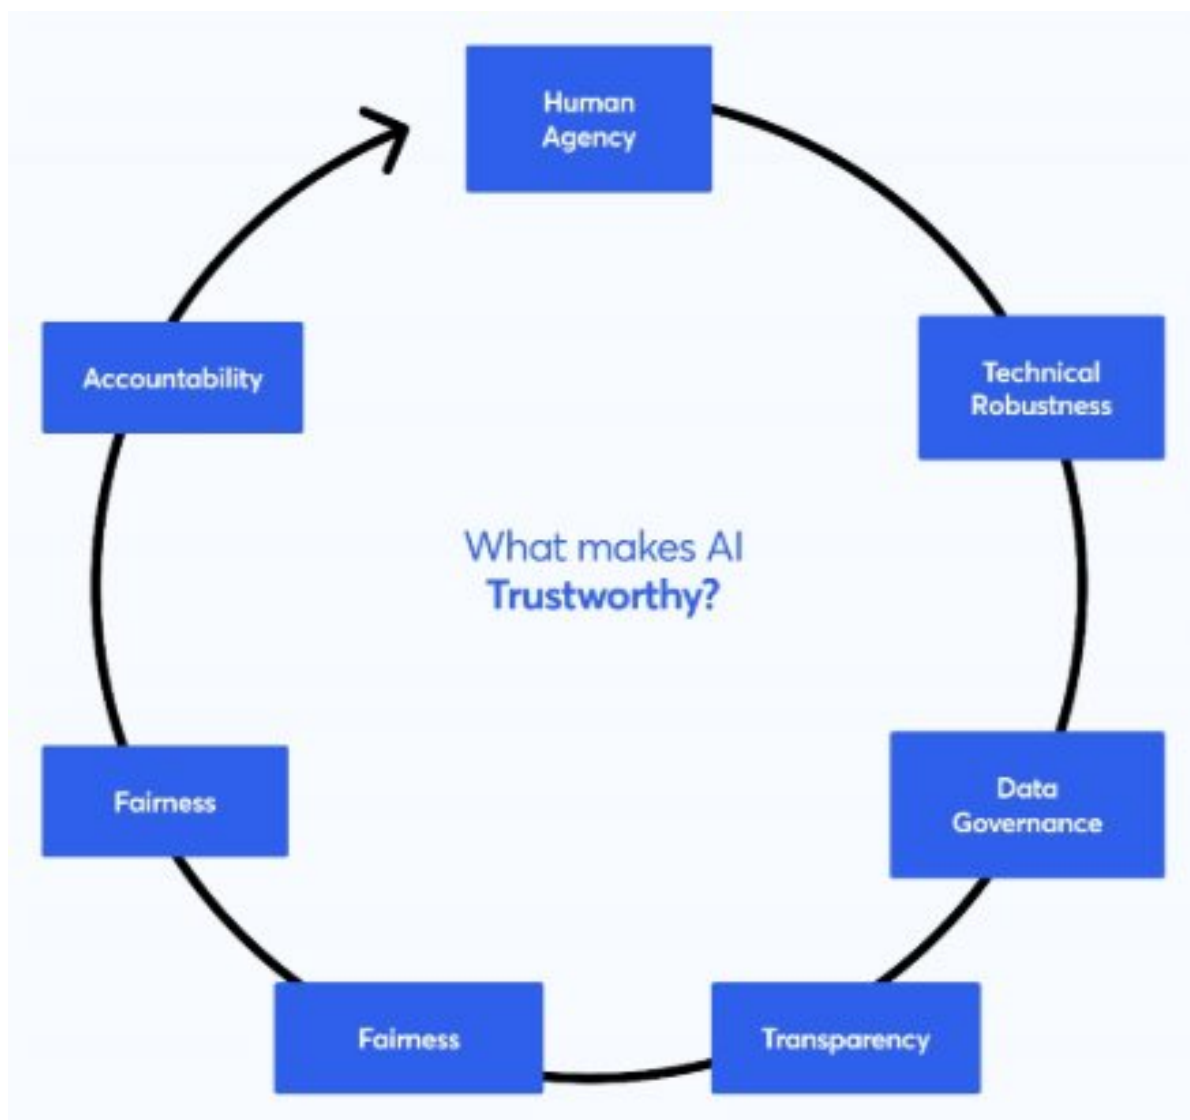 Human
Agency
Technical
Robustness
Data
Governance
Transparency
Fairness
Fairness
Accountability
What makes AI
Trustworthy?